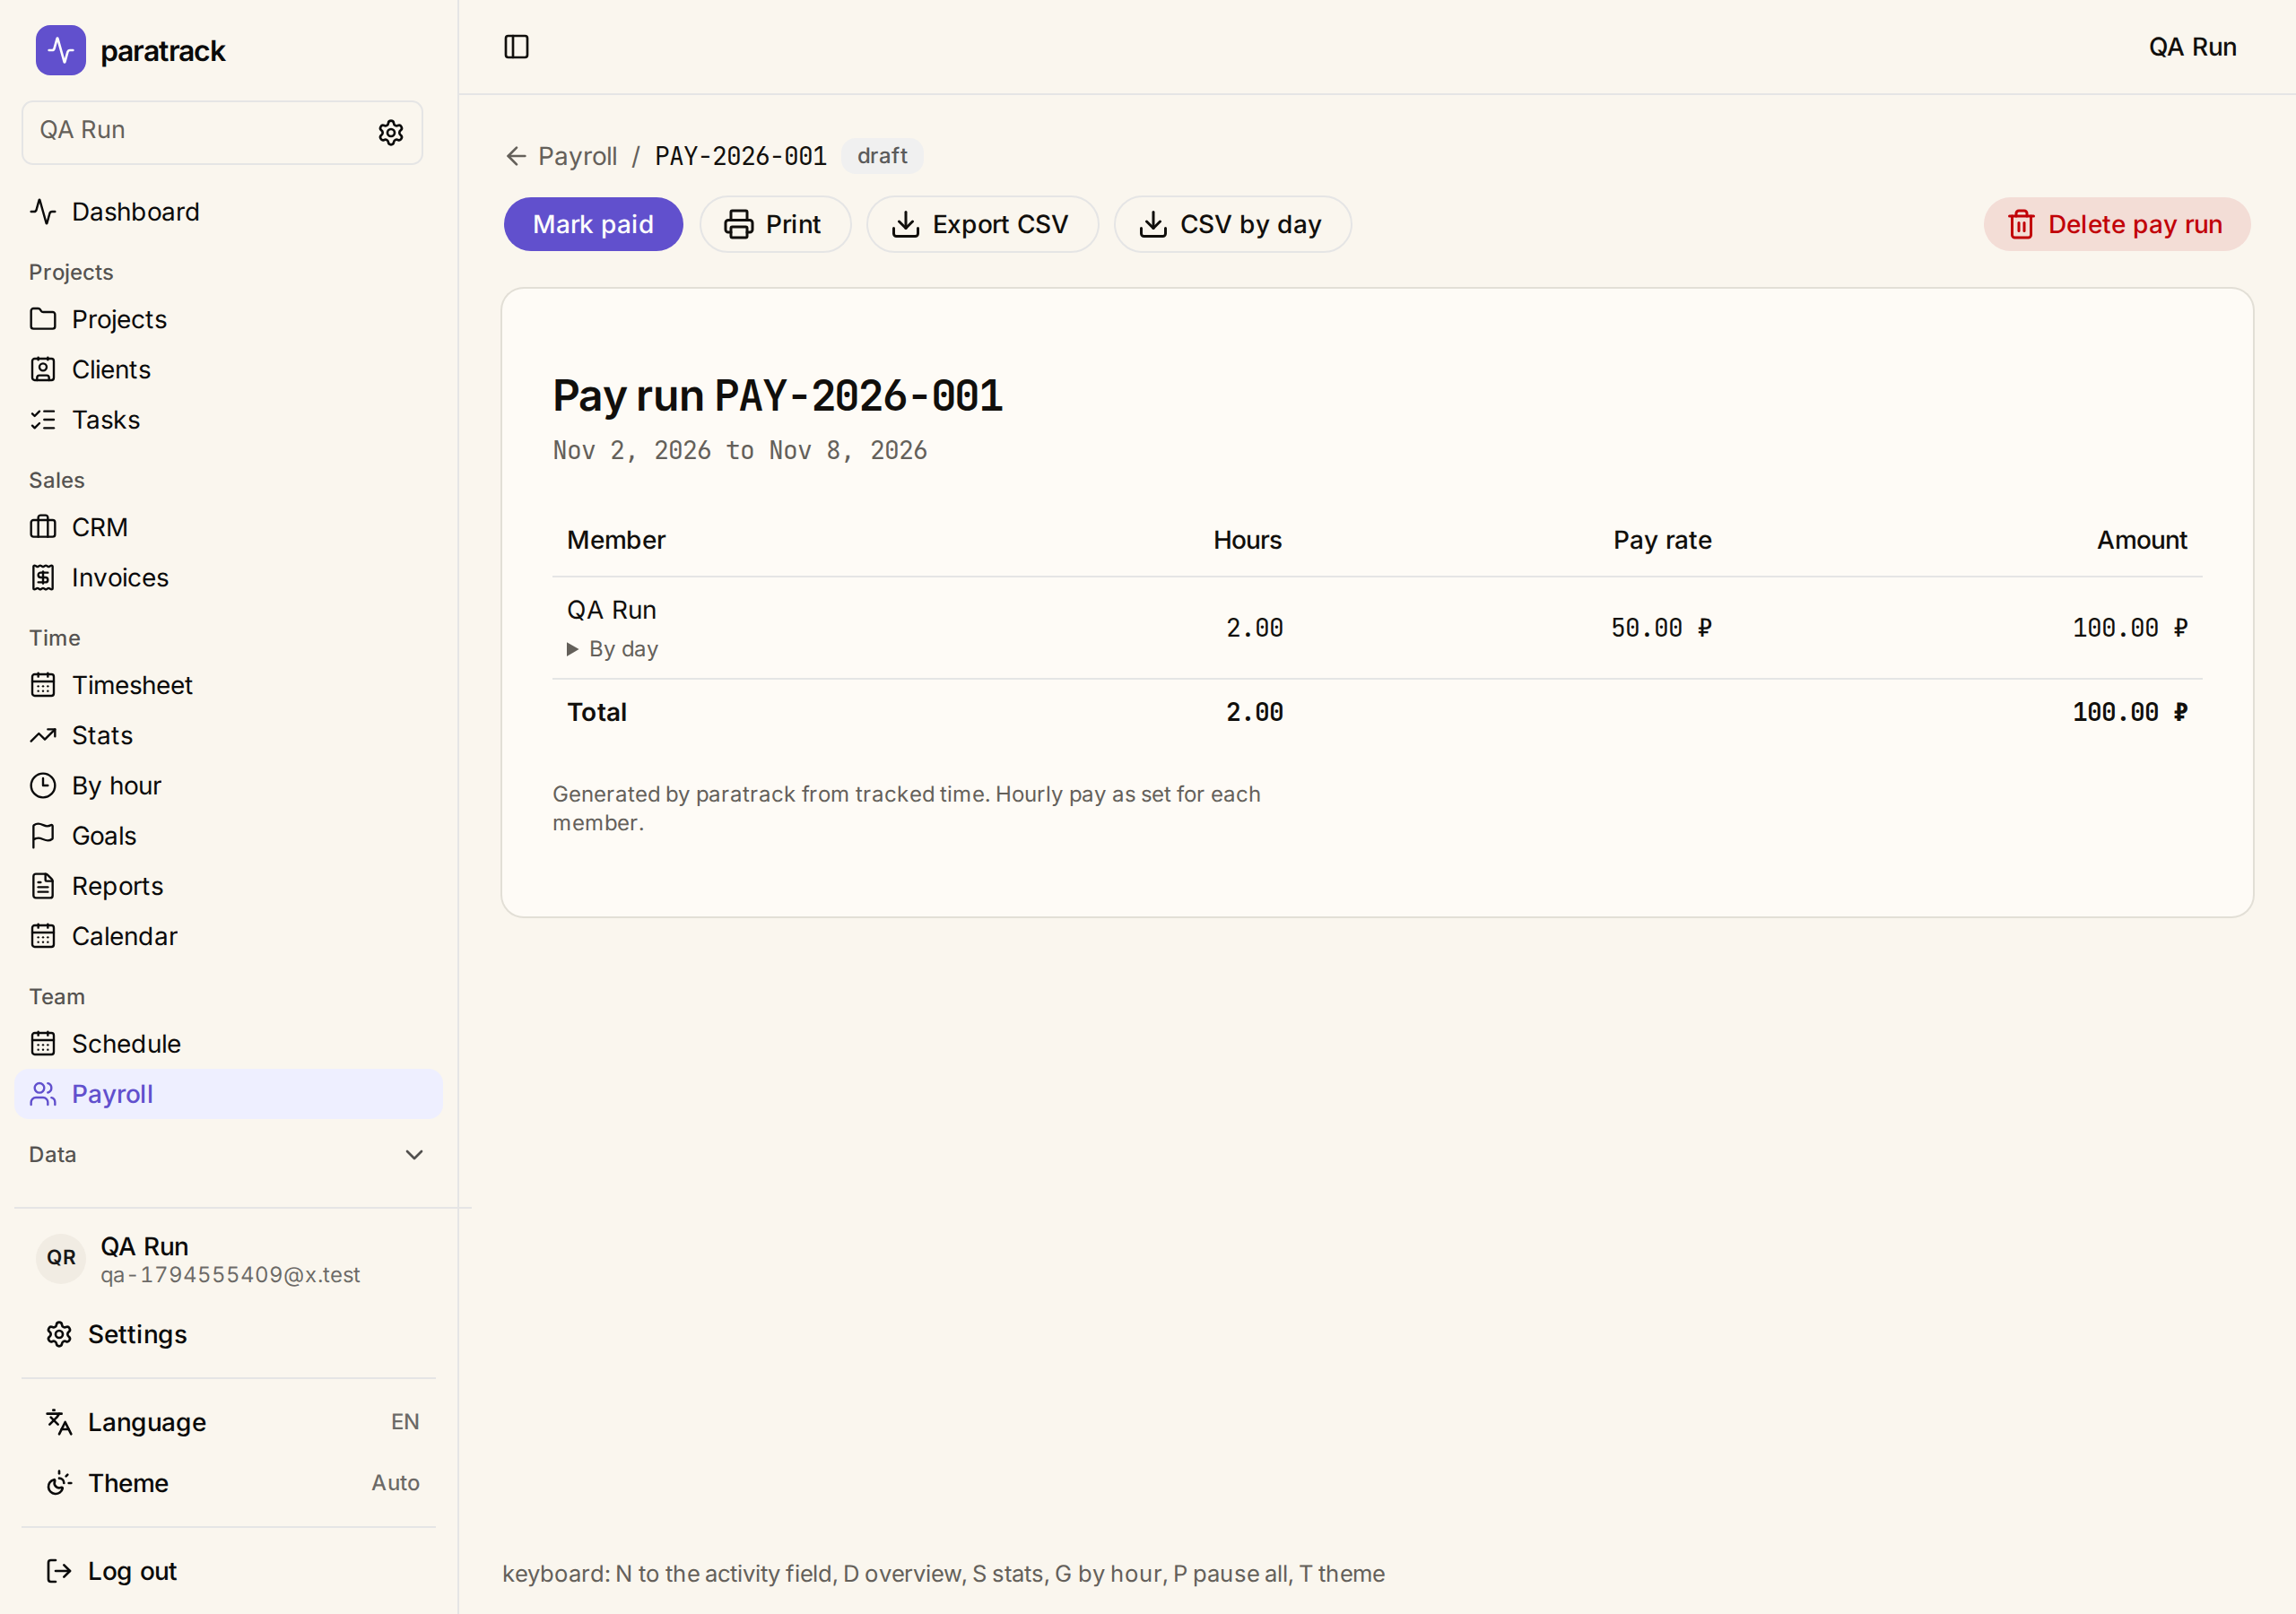 paratrack
QA Run
Dashboard
Projects
Projects
Clients
Tasks
Sales
CRM
Invoices
Time
Timesheet
Stats
By hour
Goals
Reports
Calendar
Team
Schedule
Payroll
Data
QR
QA Run
qa-1794555409@x.test
Settings
Language EN
Theme Auto
Log out
QA Run
Payroll / PAY-2026-001 draft
Mark paid Print Export CSV CSV by day Delete pay run
Pay run PAY-2026-001
Nov 2, 2026 to Nov 8, 2026
Member Hours Pay rate Amount
QA Run 2.00 50.00 ₽ 100.00 ₽
By day
Total 2.00 100.00 ₽
Generated by paratrack from tracked time. Hourly pay as set for each
member.
keyboard: N to the activity field, D overview, S stats, G by hour, P pause all, T theme